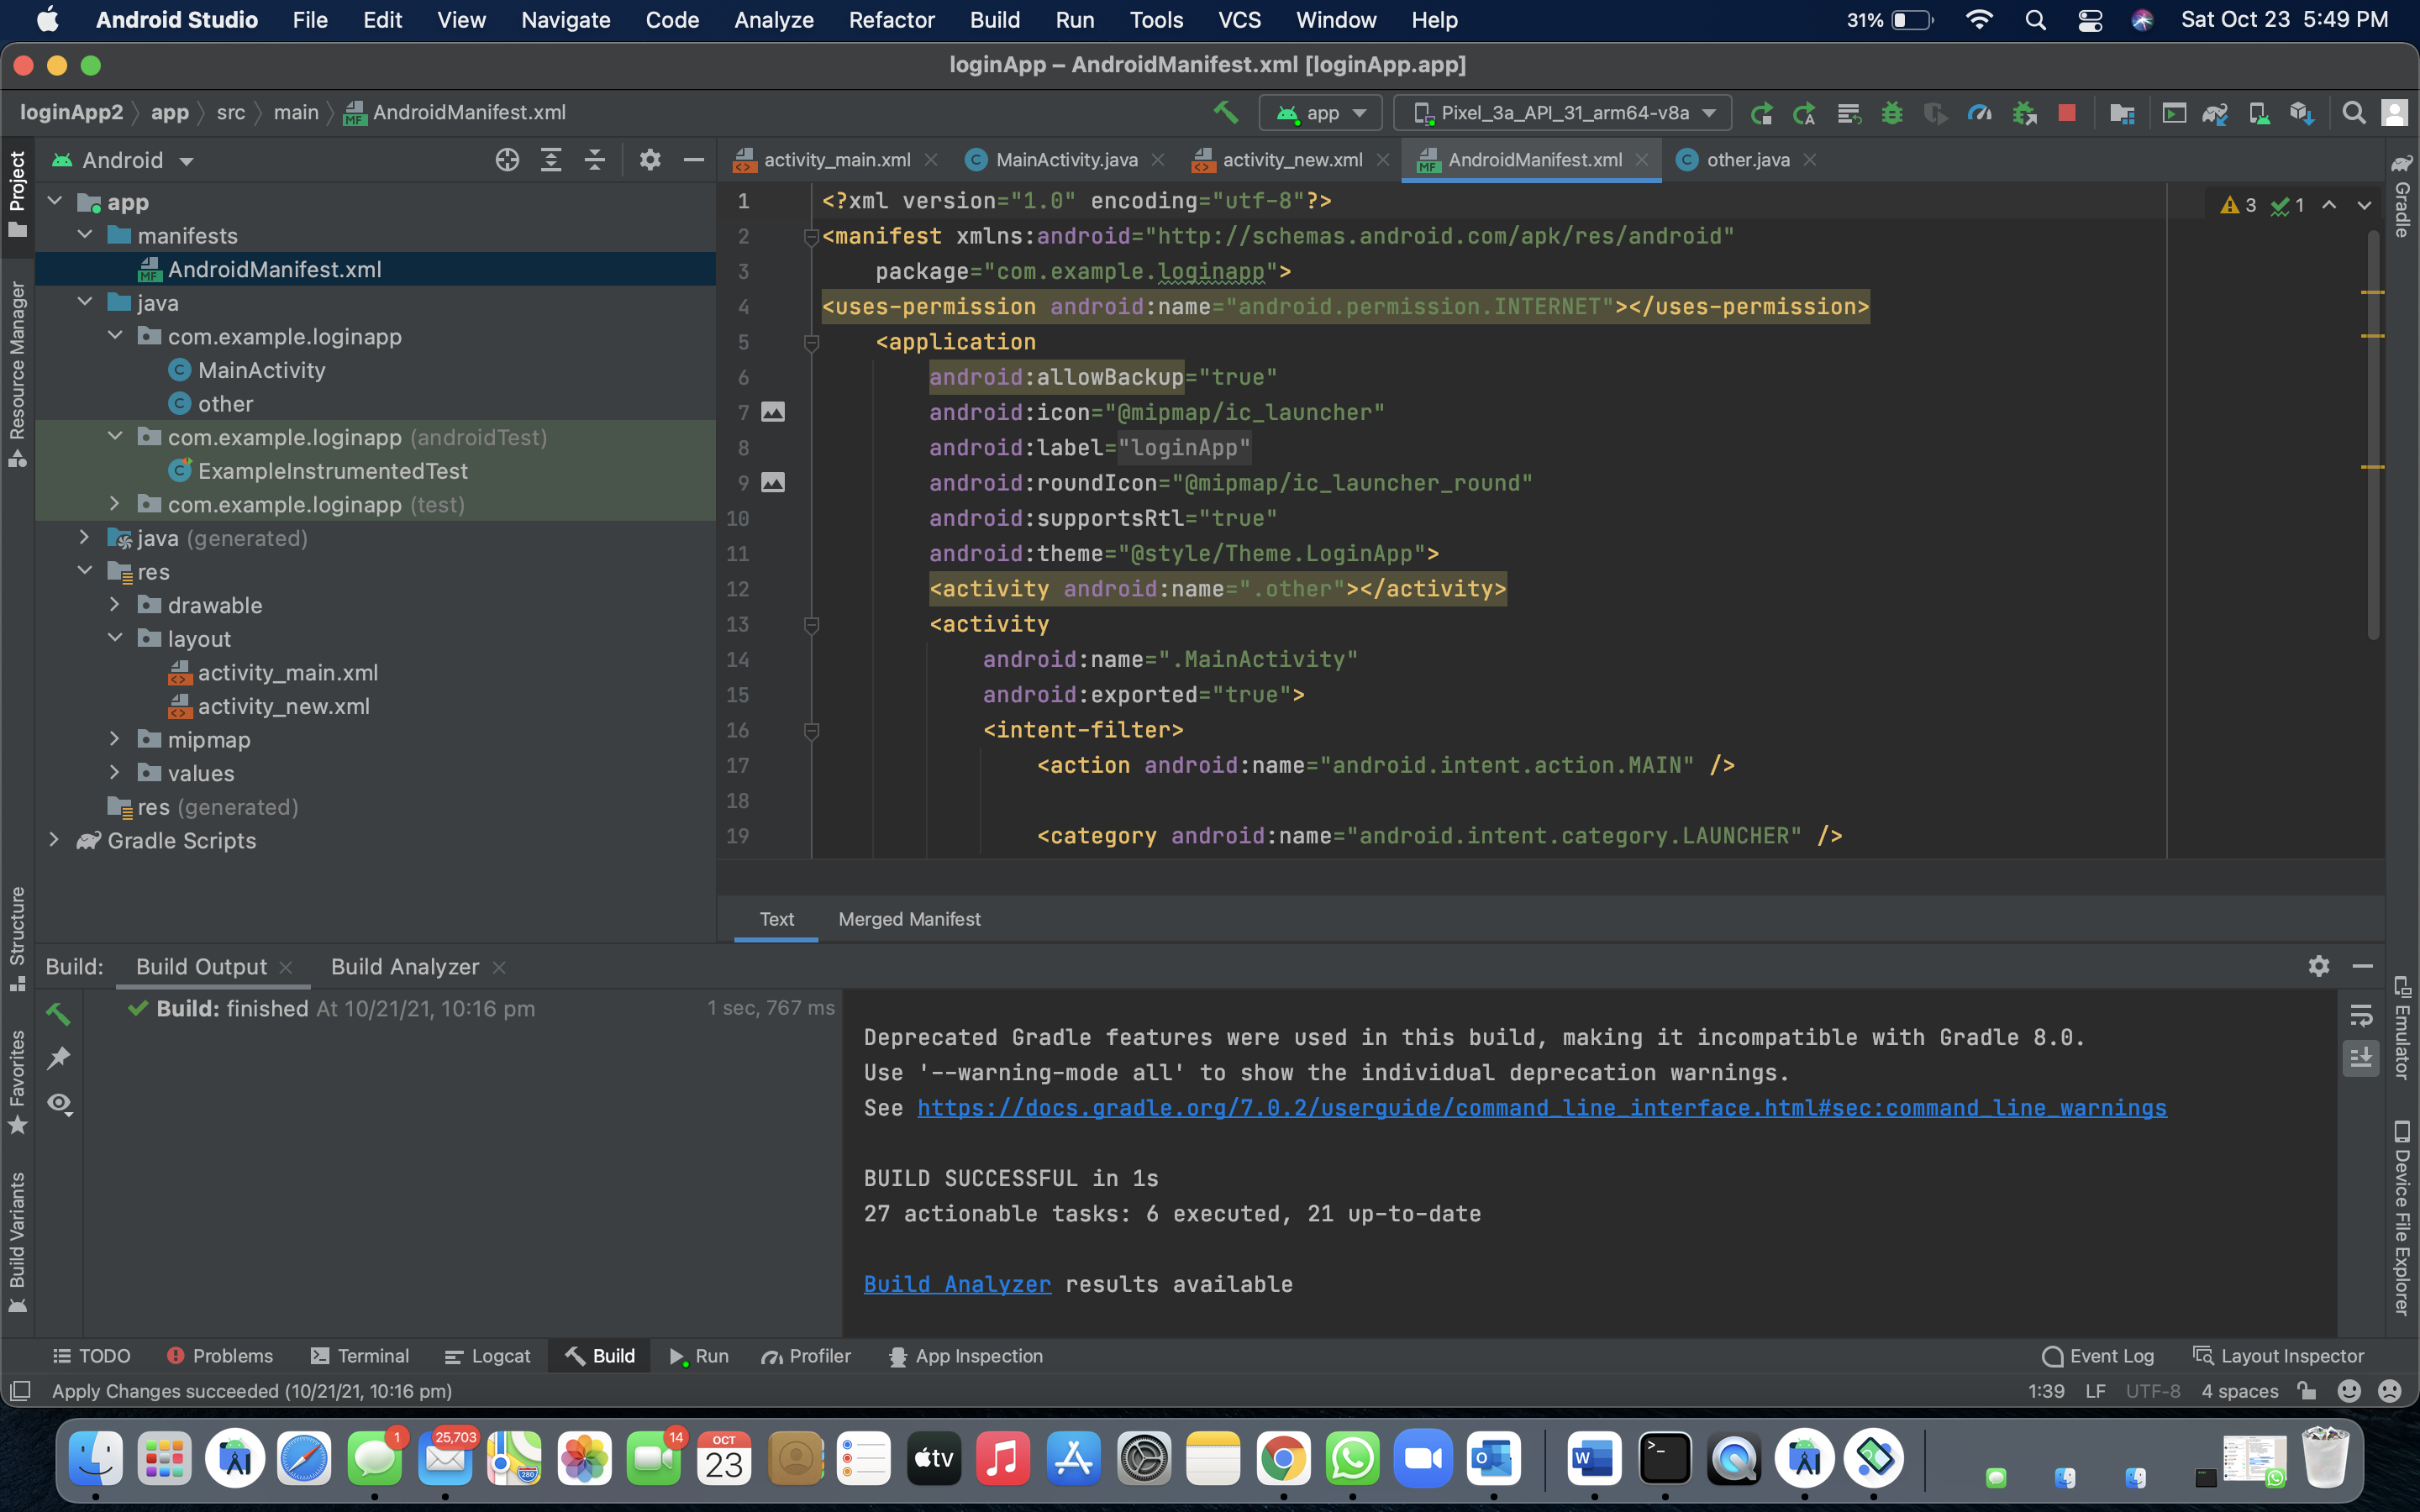 Android Studio File Edit View Navigate Code Analyze Refactor Build Run Tools VCS Window Help 31% Sat Oct 23 5:49 PM
loginApp – AndroidManifest.xml [loginApp.app]
loginApp2 app src main AndroidManifest.xml app Pixel_3a_API_31_arm64-v8a
Android
activity_main.xml MainActivity.java activity_new.xml AndroidManifest.xml other.java
Project
Resource Manager
Structure
Favorites
Build Variants
app
manifests
AndroidManifest.xml
java
com.example.loginapp
MainActivity
other
com.example.loginapp (androidTest)
ExampleInstrumentedTest
com.example.loginapp (test)
java (generated)
res
drawable
layout
activity_main.xml
activity_new.xml
mipmap
values
res (generated)
Gradle Scripts
3 1
1 <?xml version="1.0" encoding="utf-8"?>
2 <manifest xmlns:android="http://schemas.android.com/apk/res/android"
3 package="com.example.loginapp">
4 <uses-permission android:name="android.permission.INTERNET"></uses-permission>
5 <application
6 android:allowBackup="true"
7 android:icon="@mipmap/ic_launcher"
8 android:label="loginApp"
9 android:roundIcon="@mipmap/ic_launcher_round"
10 android:supportsRtl="true"
11 android:theme="@style/Theme.LoginApp">
12 <activity android:name=".other"></activity>
13 <activity
14 android:name=".MainActivity"
15 android:exported="true">
16 <intent-filter>
17 <action android:name="android.intent.action.MAIN" />
18
19 <category android:name="android.intent.category.LAUNCHER" />
Text Merged Manifest
Gradle
Emulator
Device File Explorer
Build: Build Output Build Analyzer
Build: finished At 10/21/21, 10:16 pm 1 sec, 767 ms
Deprecated Gradle features were used in this build, making it incompatible with Gradle 8.0.
Use '--warning-mode all' to show the individual deprecation warnings.
See https://docs.gradle.org/7.0.2/userguide/command_line_interface.html#sec:command_line_warnings
BUILD SUCCESSFUL in 1s
27 actionable tasks: 6 executed, 21 up-to-date
Build Analyzer results available
TODO Problems Terminal Logcat Build Run Profiler App Inspection Event Log Layout Inspector
Apply Changes succeeded (10/21/21, 10:16 pm) 1:39 LF UTF-8 4 spaces
1 25,703 280 14 OCT 23 tv